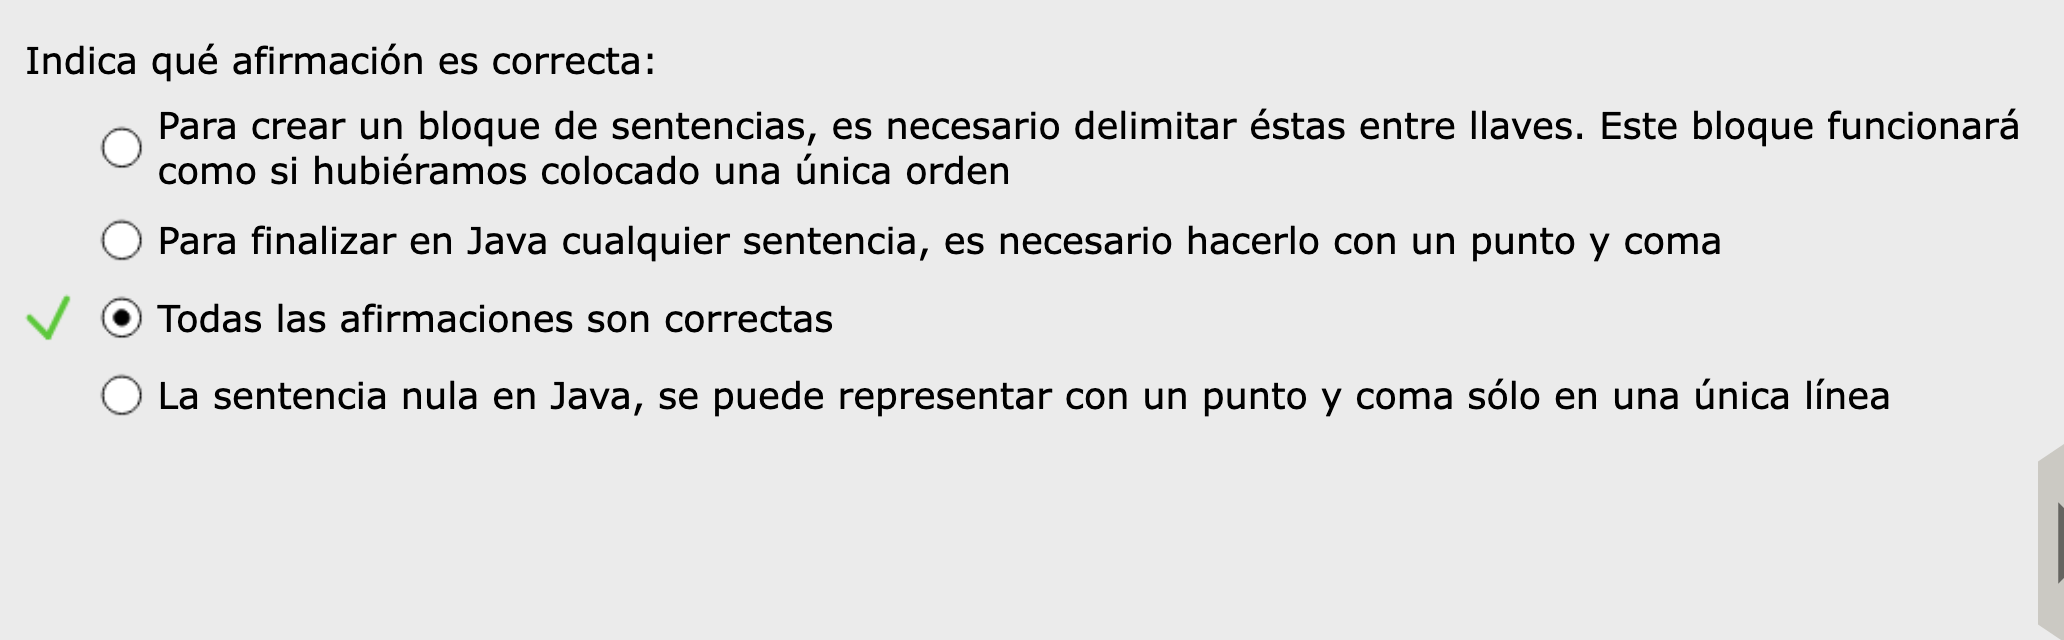 Indica qué afirmación es correcta:
Para crear un bloque de sentencias, es necesario delimitar éstas entre llaves. Este bloque funcionará
como si hubiéramos colocado una única orden
Para finalizar en Java cualquier sentencia, es necesario hacerlo con un punto y coma
Todas las afirmaciones son correctas
La sentencia nula en Java, se puede representar con un punto y coma sólo en una única línea